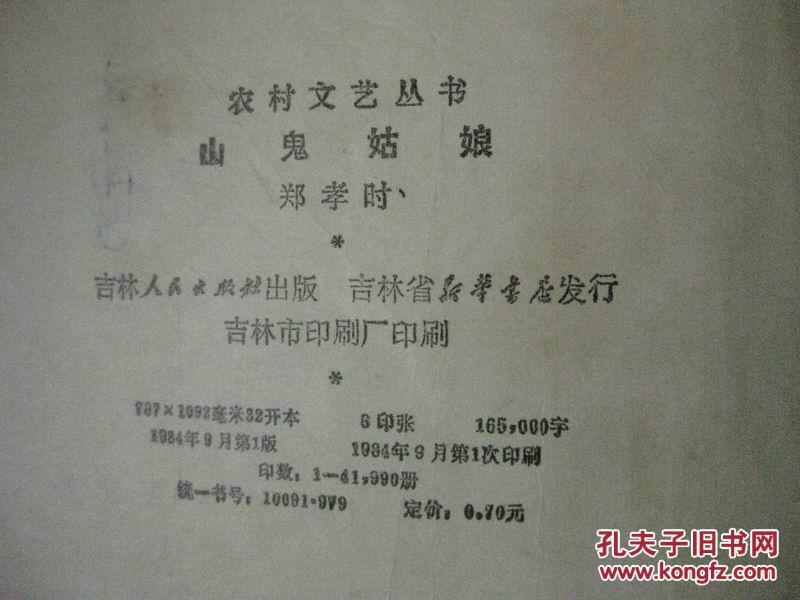 农村文艺丛书
山鬼姑娘
郑孝时、
*
吉林人民出版社出版 吉林省新华书店发行
吉林市印刷厂印刷
*
787×1092毫米32开本 6印张 165,000字
1984年9月第1版 1984年9月第1次印刷
印数：1—41,990册
统一书号：10091·979 定价：0.70元
孔夫子旧书网
www.kongfz.com